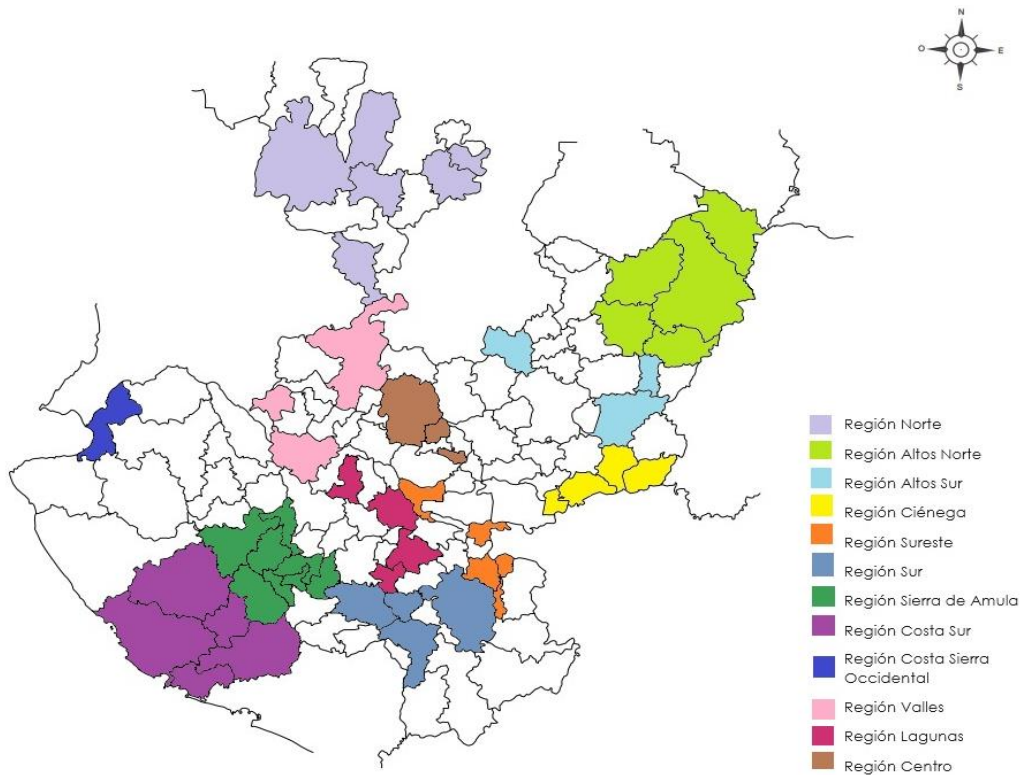 N
O
E
S
Región Norte
Región Altos Norte
Región Altos Sur
Región Ciénega
Región Sureste
Región Sur
Región Sierra de Amula
Región Costa Sur
Región Costa Sierra
Occidental
Región Valles
Región Lagunas
Región Centro